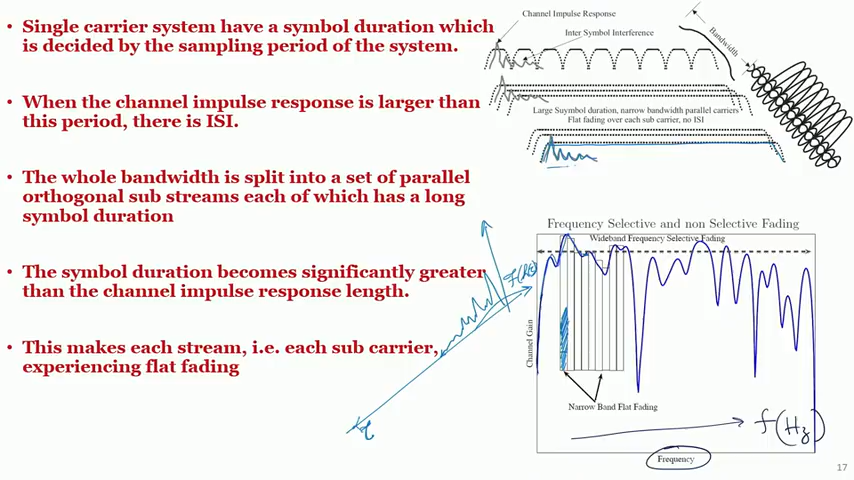 • Single carrier system have a symbol duration which
is decided by the sampling period of the system.
• When the channel impulse response is larger than
this period, there is ISI.
• The whole bandwidth is split into a set of parallel
orthogonal sub streams each of which has a long
symbol duration
• The symbol duration becomes significantly greater
than the channel impulse response length.
• This makes each stream, i.e. each sub carrier,
experiencing flat fading
Channel Impulse Response
Inter Symbol Interference
Bandwidth
Large Suymbol duration, narrow bandwidth parallel carriers
Flat fading over each sub carrier, no ISI
Frequency Selective and non Selective Fading
Wideband Frequency Selective Fading
Channel Gain
Narrow Band Flat Fading
f(Hz)
Frequency
17